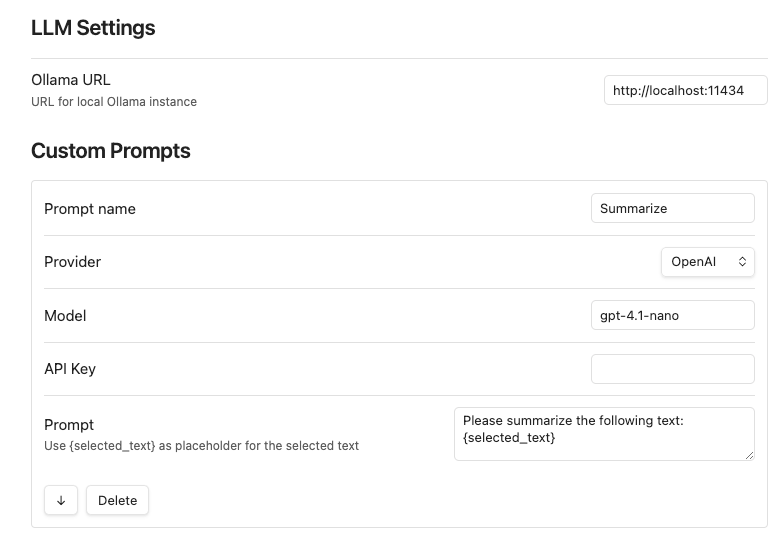 LLM Settings
Ollama URL
URL for local Ollama instance
http://localhost:11434
Custom Prompts
Prompt name
Summarize
Provider
OpenAI
Model
gpt-4.1-nano
API Key
Prompt
Use {selected_text} as placeholder for the selected text
Please summarize the following text:
{selected_text}
↓
Delete